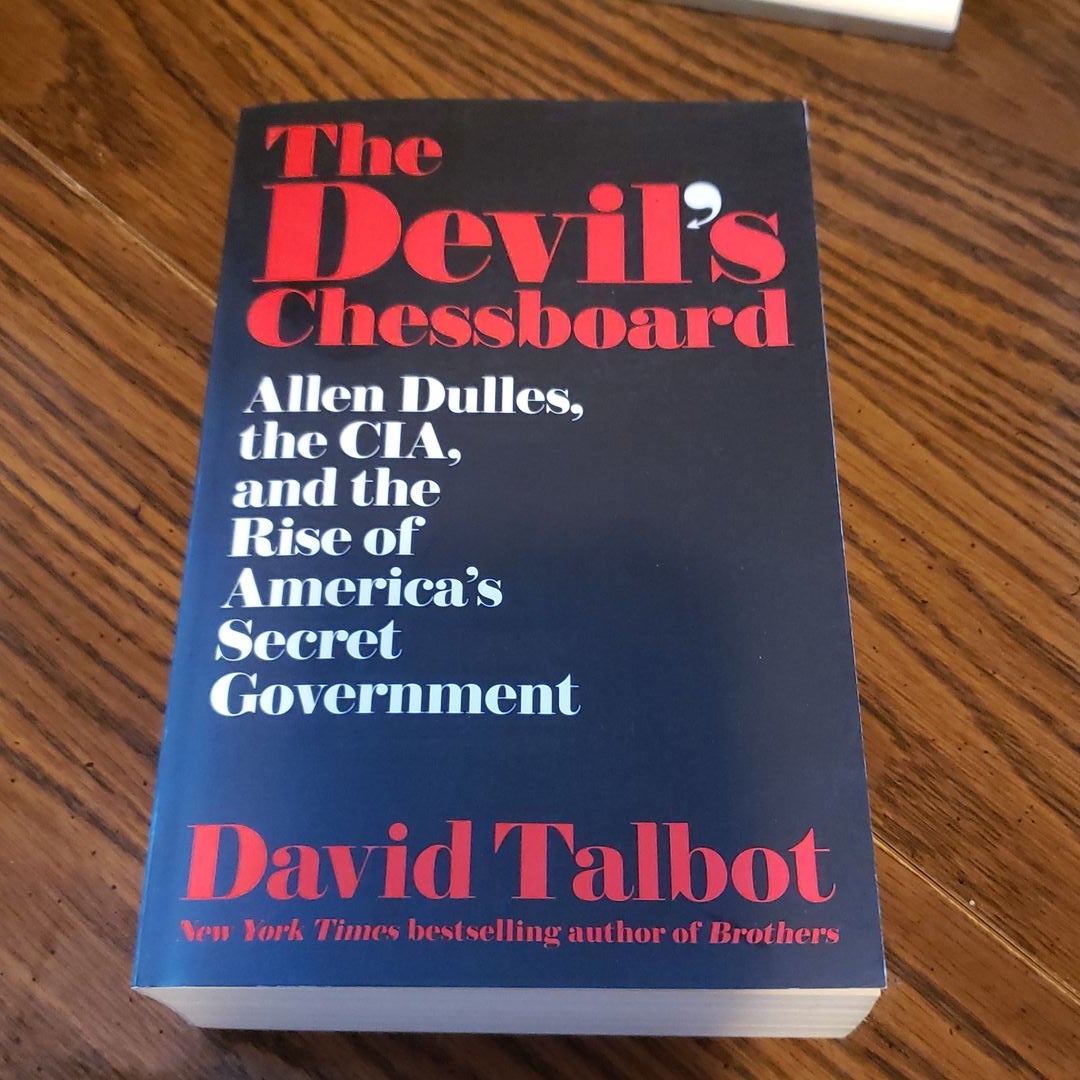 The
Devil's
Chessboard
Allen Dulles,
the CIA,
and the
Rise of
America's
Secret
Government
David Talbot
New York Times bestselling author of Brothers